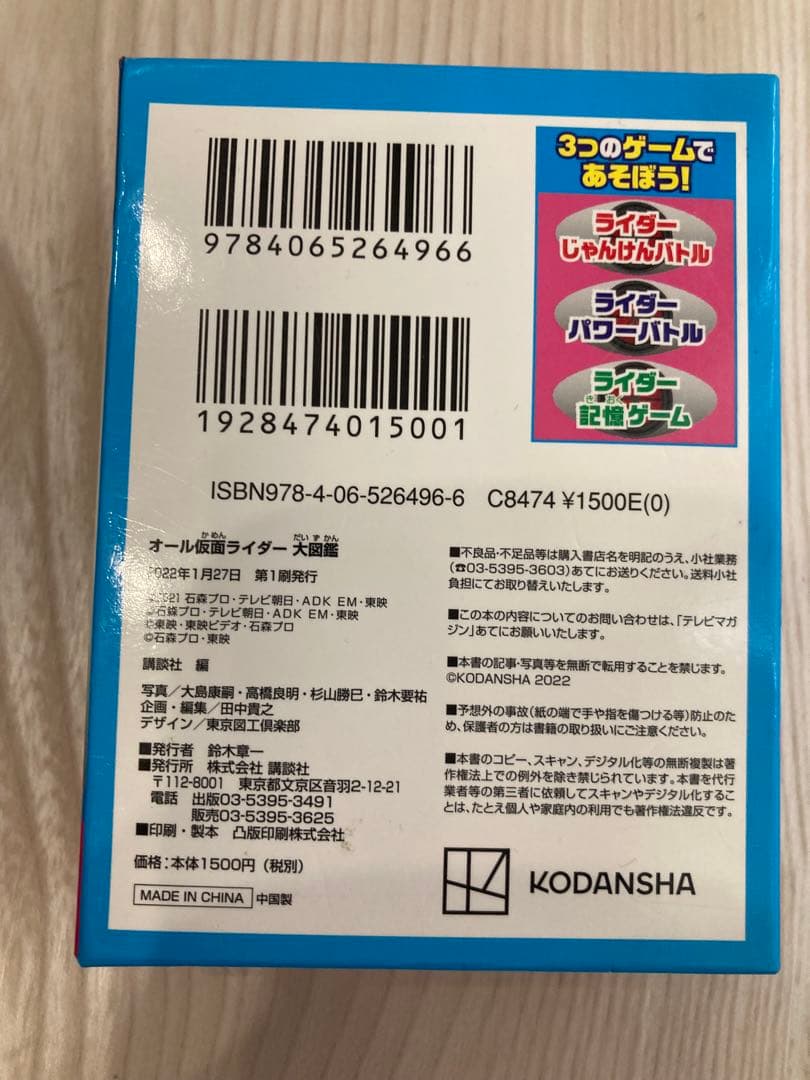 9784065264966
1928474015001
3つのゲームで
あそぼう!
ライダー
じゃんけんバトル
ライダー
パワーバトル
ライダー
きおく
記憶ゲーム
ISBN978-4-06-526496-6 C8474 ¥1500E(0)
かめん だいずかん
オール仮面ライダー 大図鑑
2022年1月27日 第1刷発行
©2021 石森プロ・テレビ朝日・ADK EM・東映
©石森プロ・テレビ朝日・ADK EM・東映
©東映・東映ビデオ・石森プロ
©石森プロ・東映
講談社 編
写真/大島康嗣・高橋良明・杉山勝巳・鈴木要祐
企画・編集/田中貴之
デザイン/東京図工倶楽部
■発行者 鈴木章一
■発行所 株式会社 講談社
〒112-8001 東京都文京区音羽2-12-21
電話 出版03-5395-3491
販売03-5395-3625
■印刷・製本 凸版印刷株式会社
価格:本体1500円(税別)
MADE IN CHINA 中国製
■不良品・不足品等は購入書店名を明記のうえ、小社業務
(☎03-5395-3603)あてにお送りください。送料小社
負担にてお取り替えいたします。
■この本の内容についてのお問い合わせは、「テレビマガ
ジン」あてにお願いいたします。
■本書の記事・写真等を無断で転用することを禁じます。
©KODANSHA 2022
■予想外の事故(紙の端で手や指を傷つける等)防止のた
め、保護者の方は書籍の取り扱いにご注意ください。
■本書のコピー、スキャン、デジタル化等の無断複製は著
作権法上での例外を除き禁じられています。本書を代行
業者等の第三者に依頼してスキャンやデジタル化するこ
とは、たとえ個人や家庭内の利用でも著作権法違反です。
KODANSHA